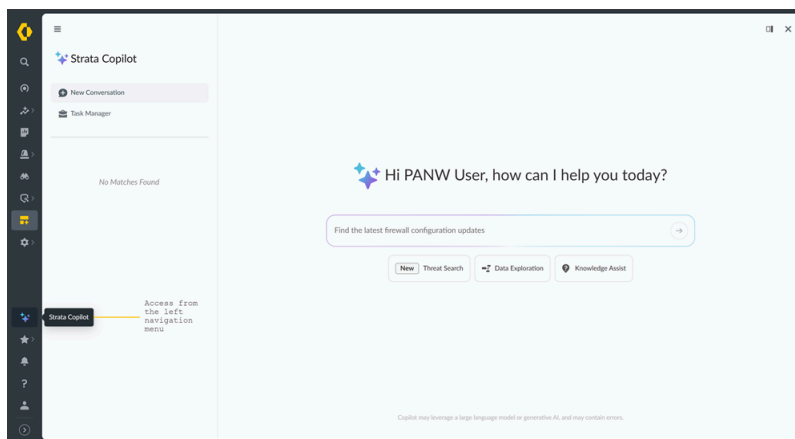 Strata Copilot
New Conversation
Task Manager
No Matches Found
Hi PANW User, how can I help you today?
Find the latest firewall configuration updates
New Threat Search
Data Exploration
Knowledge Assist
Strata Copilot
Access from
the left
navigation
menu
?
Copilot may leverage a large language model or generative AI, and may contain errors.